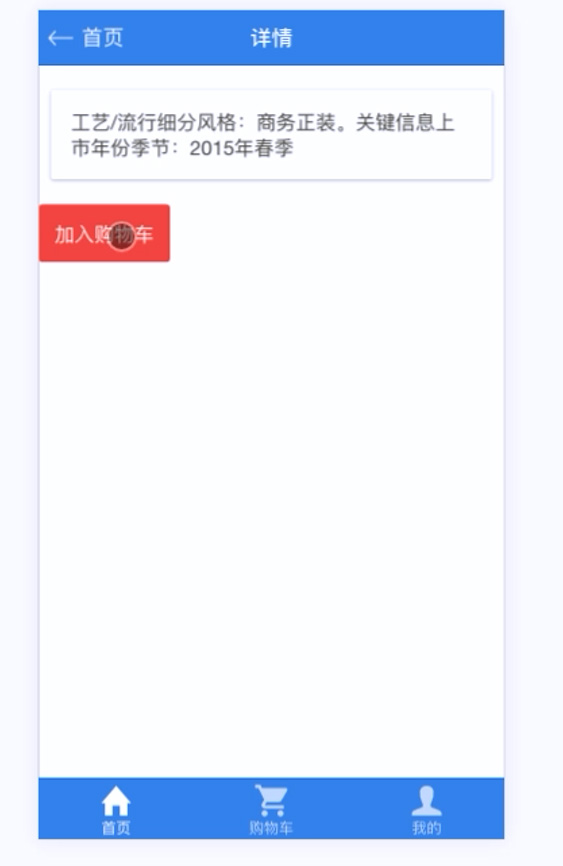 首页
详情
工艺/流行细分风格：商务正装。关键信息上
市年份季节：2015年春季
加入购物车
首页
购物车
我的